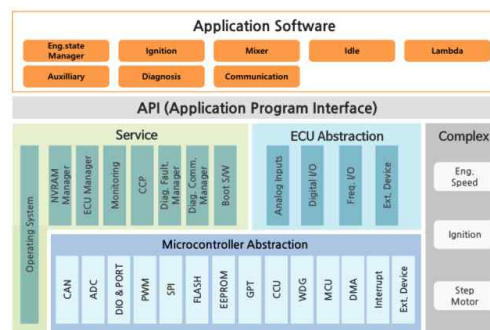 Application Software
Eng.state
Manager
Ignition
Mixer
Idle
Lambda
Auxilliary
Diagnosis
Communication
API (Application Program Interface)
Service
Operating System
NVRAM
Manager
ECU Manager
Monitoring
CCP
Diag. Fault.
Manager
Diag. Comm.
Manager
Boot S/W
ECU Abstraction
Analog Inputs
Digital I/O
Freq. I/O
Ext. Device
Complex
Eng.
Speed
Ignition
Step
Motor
Microcontroller Abstraction
CAN
ADC
DIO & PORT
PWM
SPI
FLASH
EEPROM
GPT
CCU
WDG
MCU
DMA
Interrupt
Ext. Device